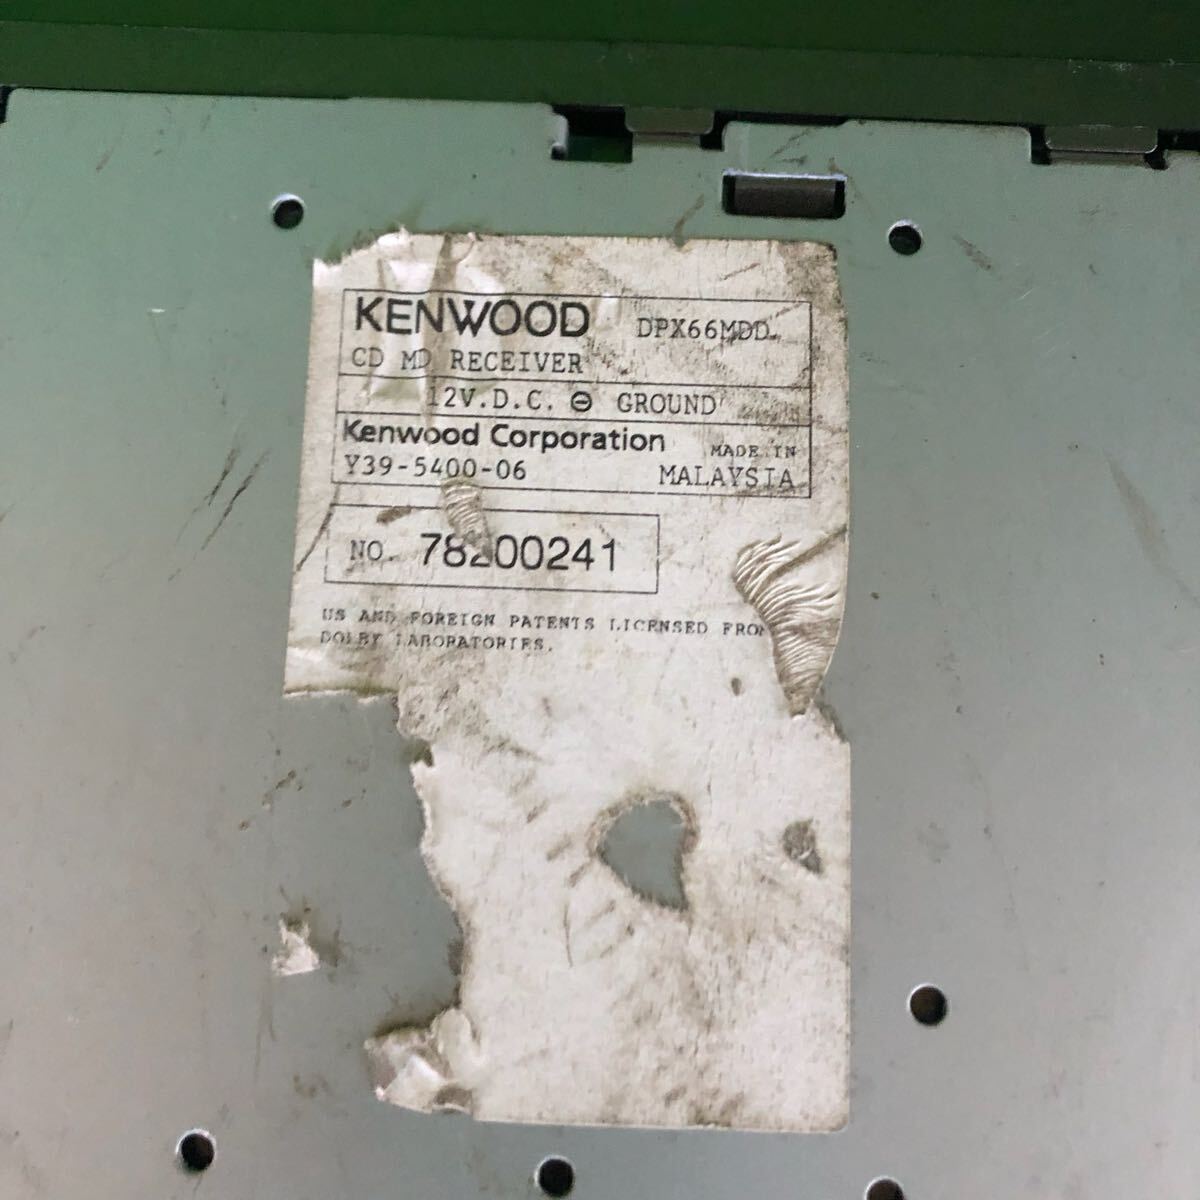 KENWOOD DPX66MDD
CD MD RECEIVER
12V.D.C. ⊖ GROUND
Kenwood Corporation MADE IN
Y39-5400-06 MALAYSIA
NO.
US AND FOREIGN PATENTS LICENSED FROM
DOLBY LABORATORIES.